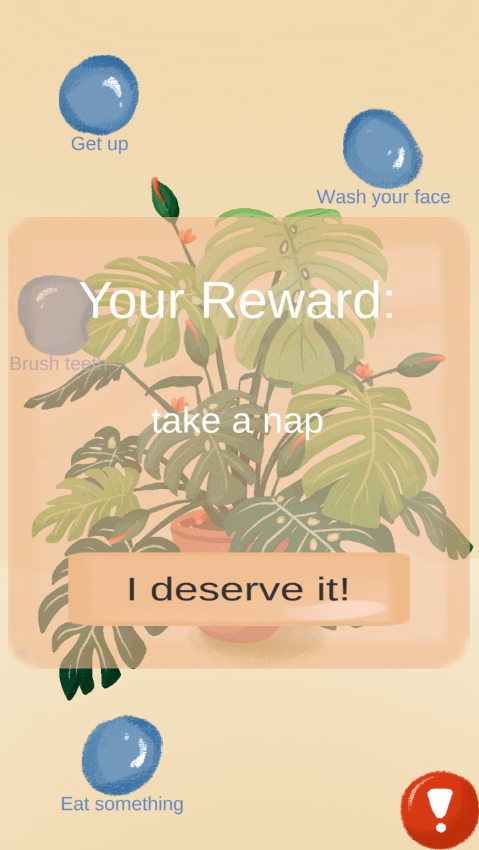 Get up
Wash your face
Your Reward:
Brush teeth
take a nap
I deserve it!
Eat something
!